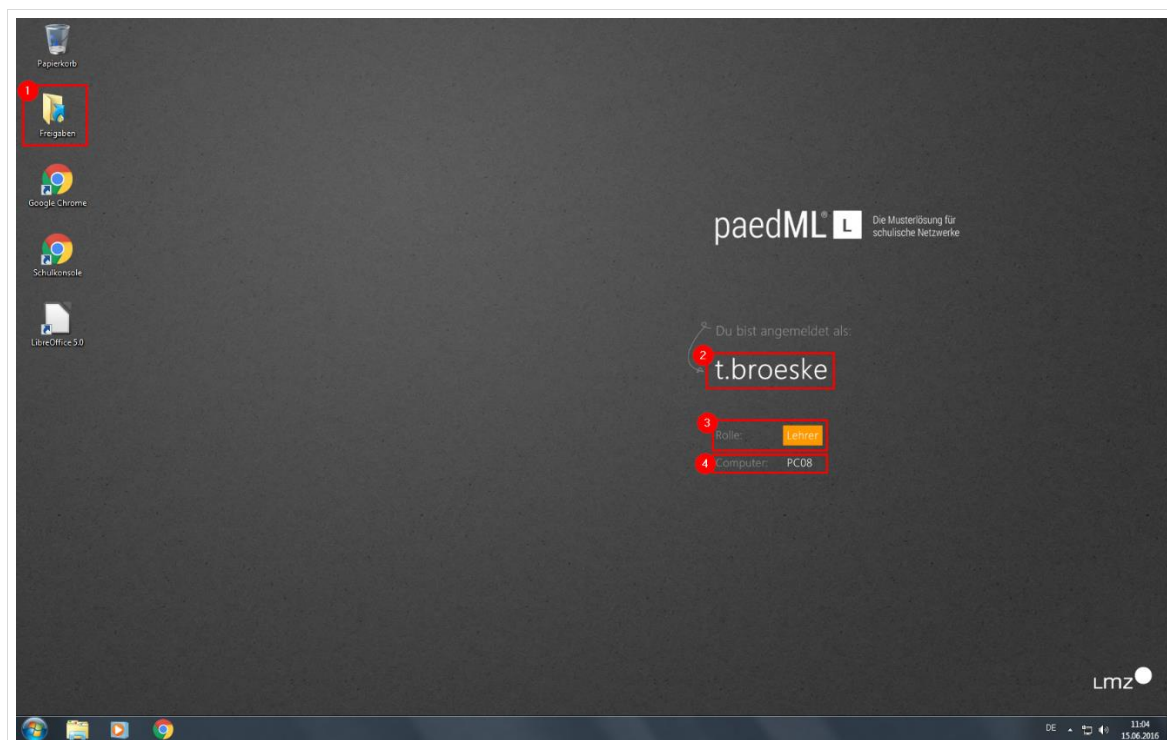 Papierkorb
1
Freigaben
Google Chrome
Schulkonsole
LibreOffice 5.0
paedML® L Die Musterlösung für
schulische Netzwerke
Du bist angemeldet als:
2
t.broeske
3
Rolle: Lehrer
4 Computer: PC08
Lmz
DE 11:04
15.06.2016